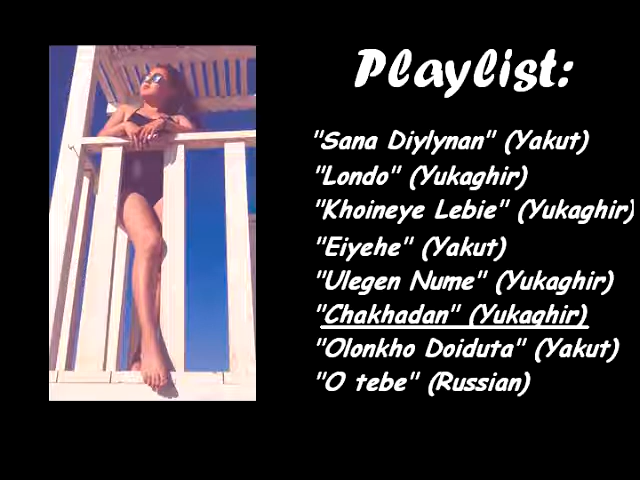 Playlist:
"Sana Diylynan" (Yakut)
"Londo" (Yukaghir)
"Khoineye Lebie" (Yukaghir)
"Eiyehe" (Yakut)
"Ulegen Nume" (Yukaghir)
"Chakhadan" (Yukaghir)
"Olonkho Doiduta" (Yakut)
"O tebe" (Russian)